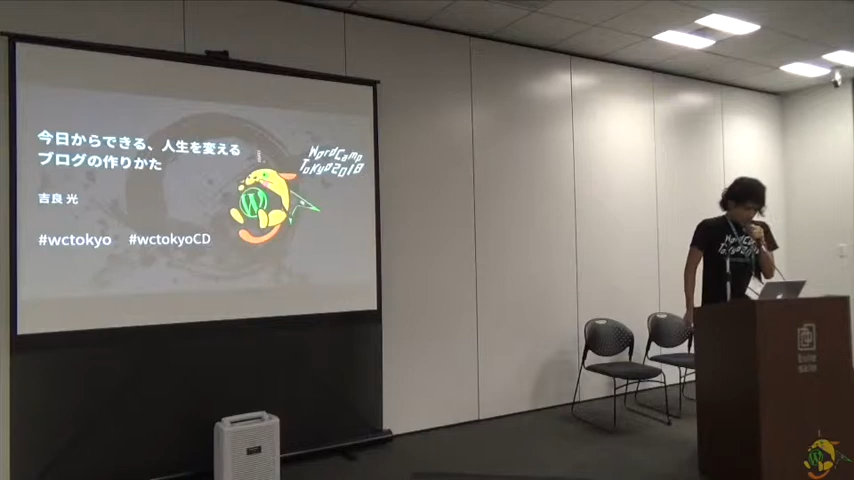 今日からできる、人生を変える
ブログの作りかた
吉良 光
#wctokyo #wctokyoCD
WordCamp
Tokyo2018